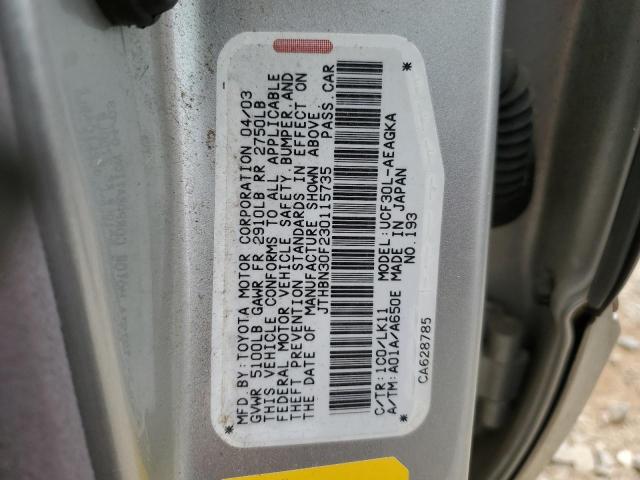 MFD. BY: TOYOTA MOTOR CORPORATION 04/03
GVWR 5100LB GAWR FR 2910LB RR 2750LB
THIS VEHICLE CONFORMS TO ALL APPLICABLE
FEDERAL MOTOR VEHICLE SAFETY, BUMPER, AND
THEFT PREVENTION STANDARDS IN EFFECT ON
THE DATE OF MANUFACTURE SHOWN ABOVE.
JTHBN30F230115735 PASS. CAR
C/TR: 1C0/LK11 MODEL: UCF30L-AEAGKA
A/TM: A01A/A650E MADE IN JAPAN
NO. 193
CA628785